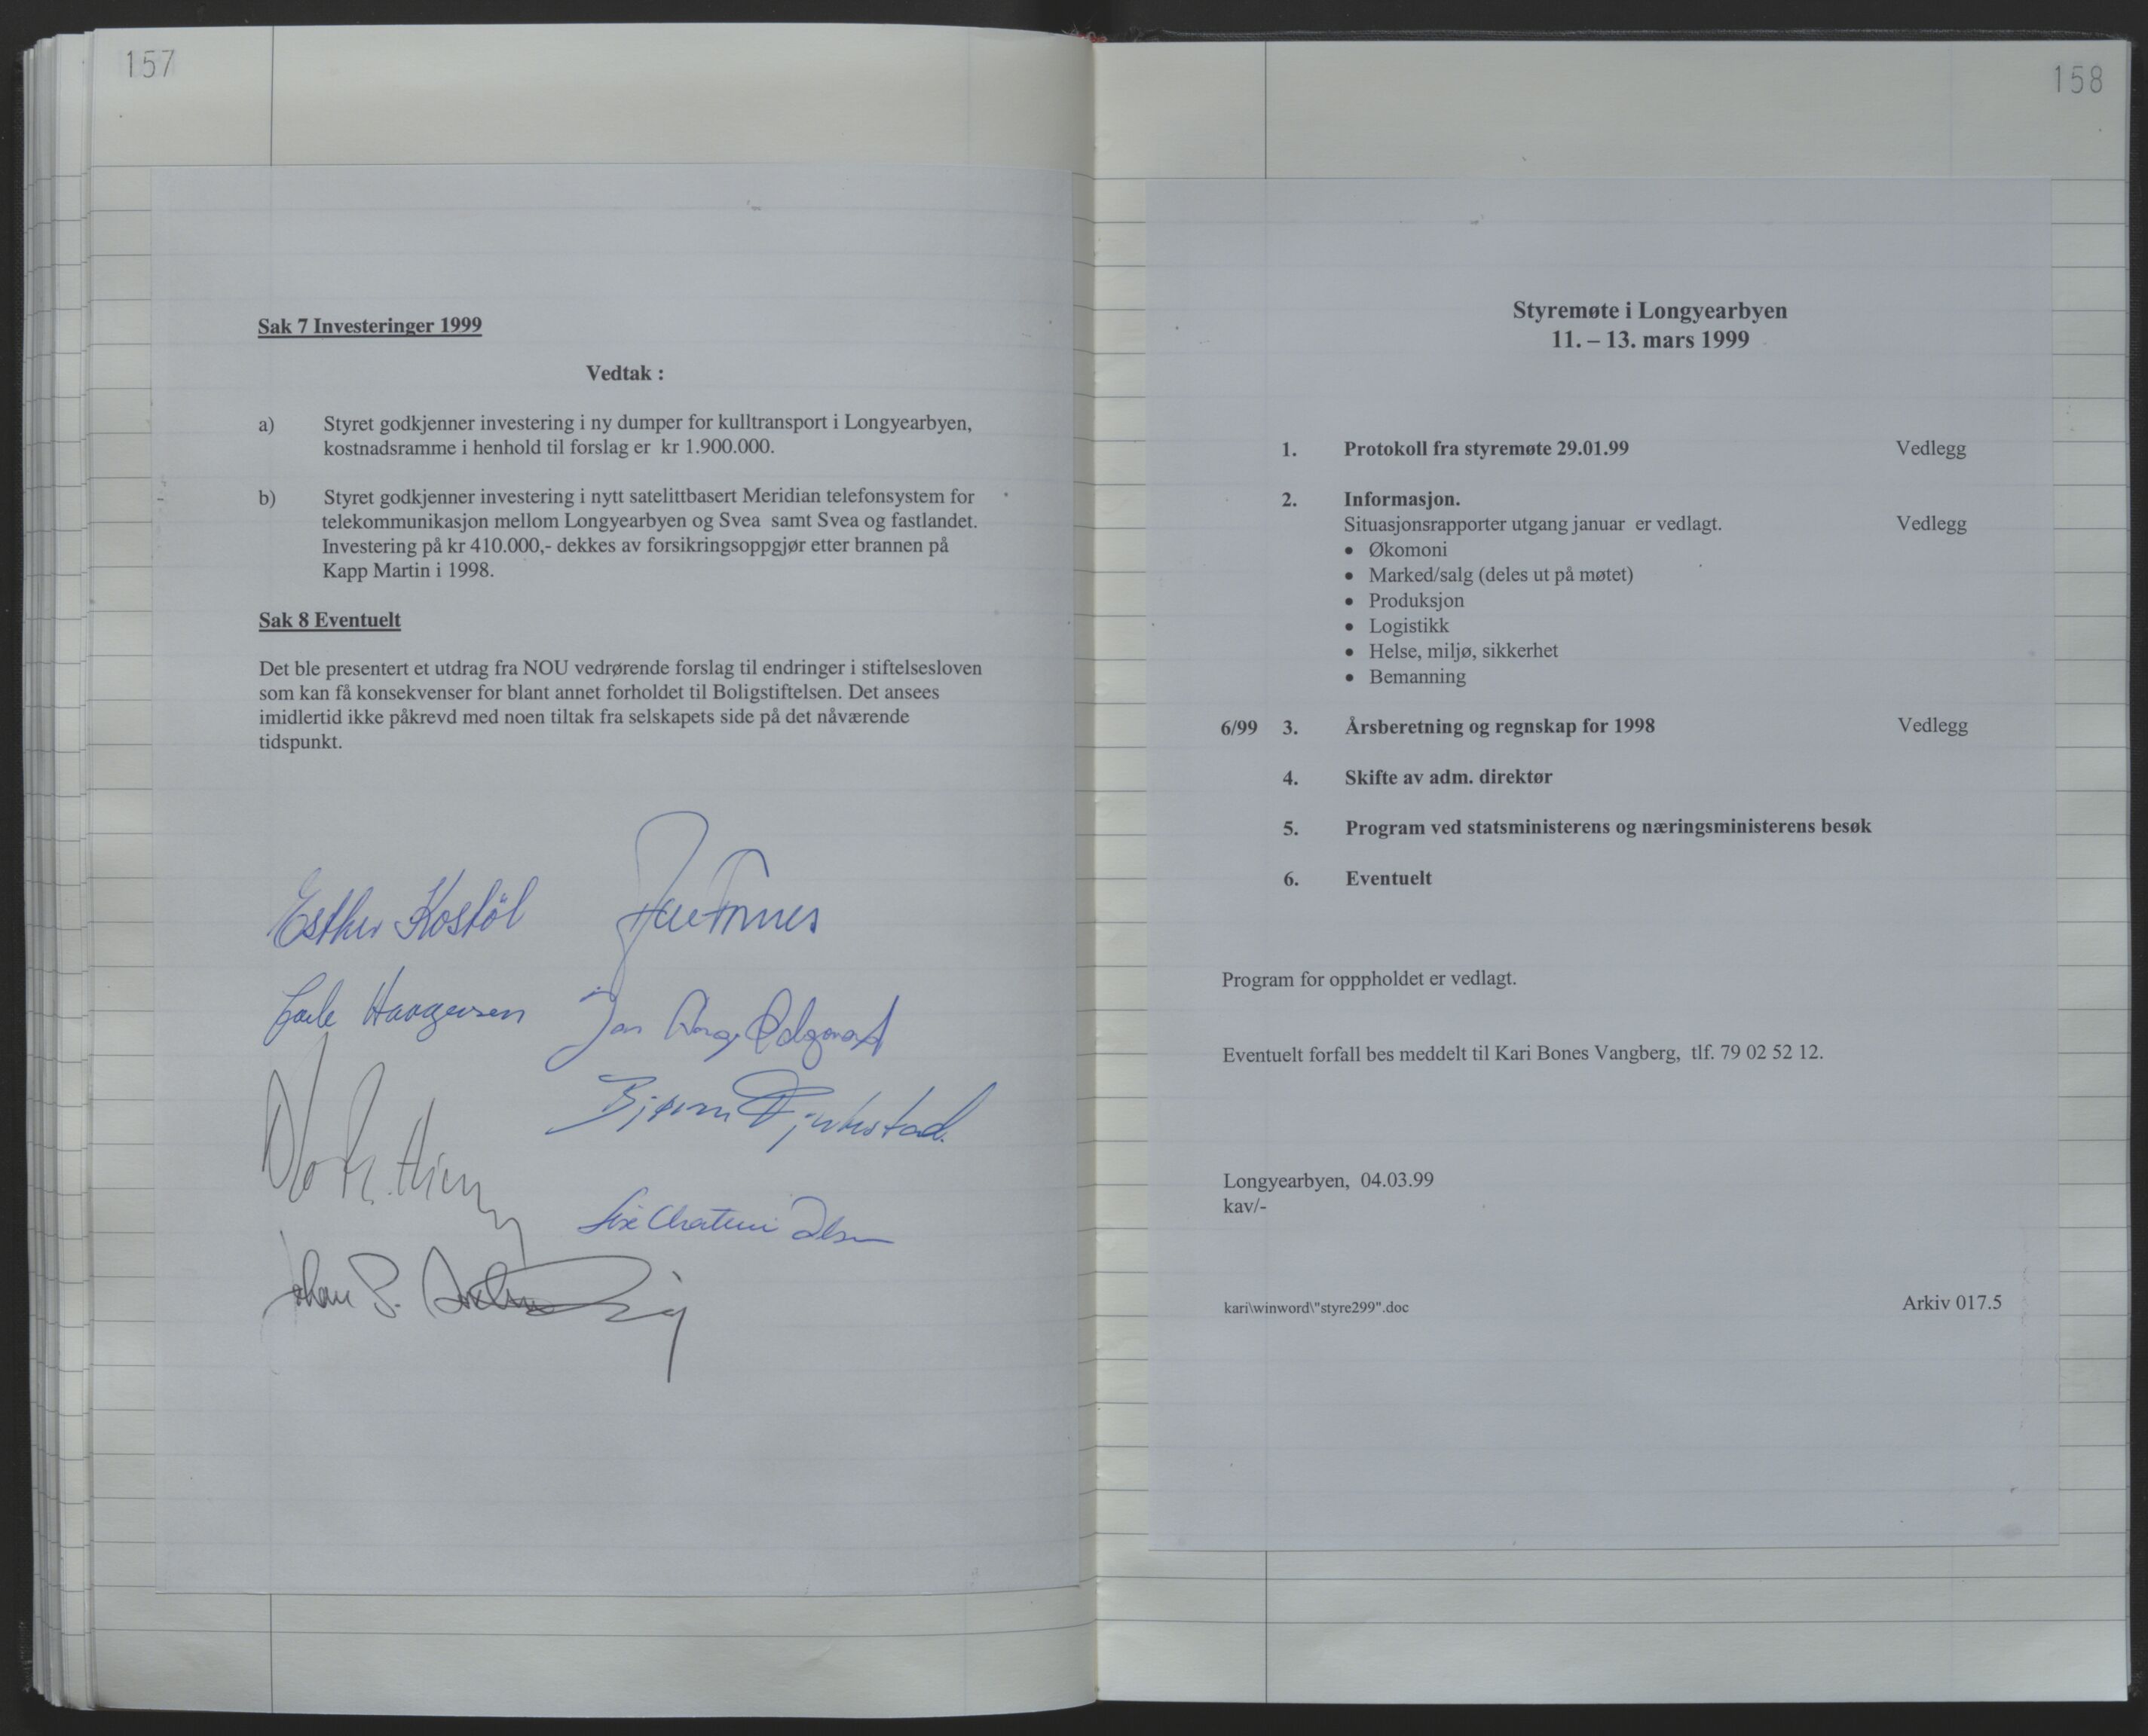 157
Sak 7 Investeringer 1999
Vedtak :
a) Styret godkjenner investering i ny dumper for kulltransport i Longyearbyen,
kostnadsramme i henhold til forslag er kr 1.900.000.
b) Styret godkjenner investering i nytt satelittbasert Meridian telefonsystem for
telekommunikasjon mellom Longyearbyen og Svea samt Svea og fastlandet.
Investering på kr 410.000,- dekkes av forsikringsoppgjør etter brannen på
Kapp Martin i 1998.
Sak 8 Eventuelt
Det ble presentert et utdrag fra NOU vedrørende forslag til endringer i stiftelsesloven
som kan få konsekvenser for blant annet forholdet til Boligstiftelsen. Det ansees
imidlertid ikke påkrevd med noen tiltak fra selskapets side på det nåværende
tidspunkt.
Esther Kostøl
Haagensen
Jan
Bjørn
Olsen
Johan P.
158
Styremøte i Longyearbyen
11. – 13. mars 1999
1. Protokoll fra styremøte 29.01.99 Vedlegg
2. Informasjon.
Situasjonsrapporter utgang januar er vedlagt. Vedlegg
• Økomoni
• Marked/salg (deles ut på møtet)
• Produksjon
• Logistikk
• Helse, miljø, sikkerhet
• Bemanning
6/99 3. Årsberetning og regnskap for 1998 Vedlegg
4. Skifte av adm. direktør
5. Program ved statsministerens og næringsministerens besøk
6. Eventuelt
Program for opppholdet er vedlagt.
Eventuelt forfall bes meddelt til Kari Bones Vangberg, tlf. 79 02 52 12.
Longyearbyen, 04.03.99
kav/-
kari\winword\"styre299".doc Arkiv 017.5